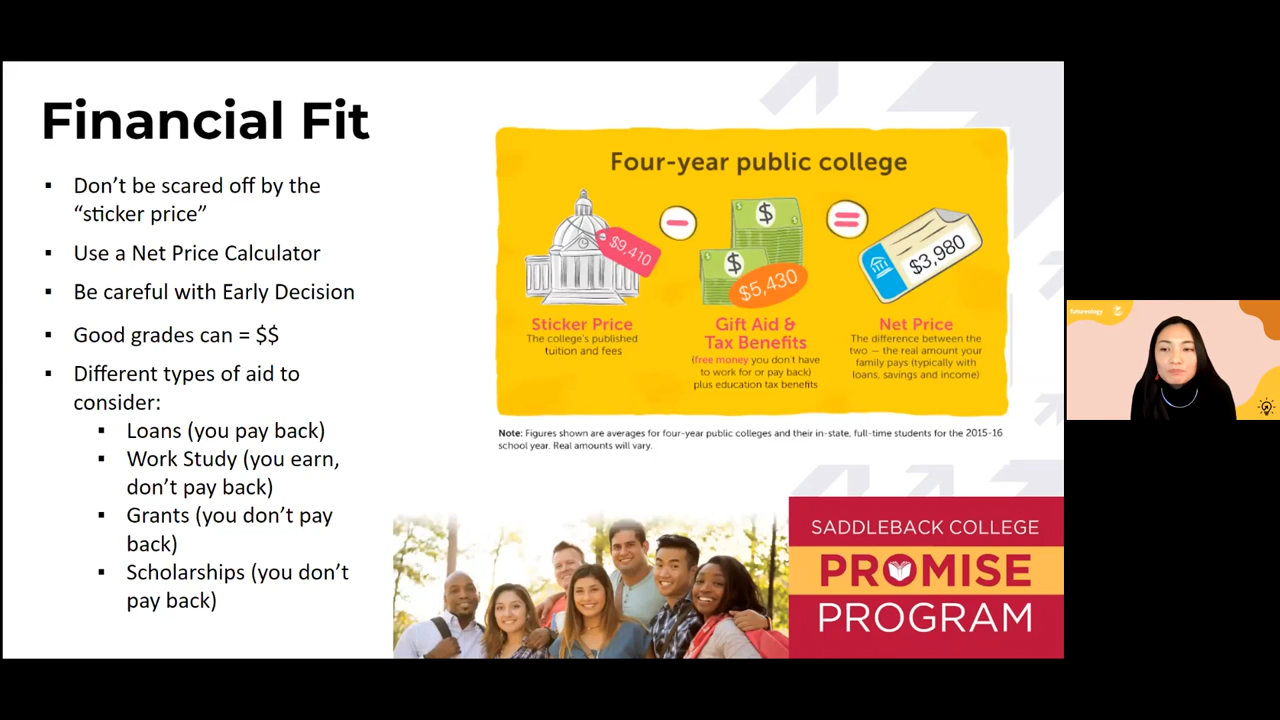 Financial Fit
▪ Don't be scared off by the
"sticker price"
▪ Use a Net Price Calculator
▪ Be careful with Early Decision
▪ Good grades can = $$
▪ Different types of aid to
consider:
▪ Loans (you pay back)
▪ Work Study (you earn,
don't pay back)
▪ Grants (you don't pay
back)
▪ Scholarships (you don't
pay back)
Four-year public college
$9,410
$
$
$5,430
$3,980
Sticker Price
The college's published
tuition and fees
Gift Aid &
Tax Benefits
(free money you don't have
to work for or pay back)
plus education tax benefits
Net Price
The difference between the
two — the real amount your
family pays (typically with
loans, savings and income)
Note: Figures shown are averages for four-year public colleges and their in-state, full-time students for the 2015-16
school year. Real amounts will vary.
SADDLEBACK COLLEGE
PROMISE
PROGRAM
futureology